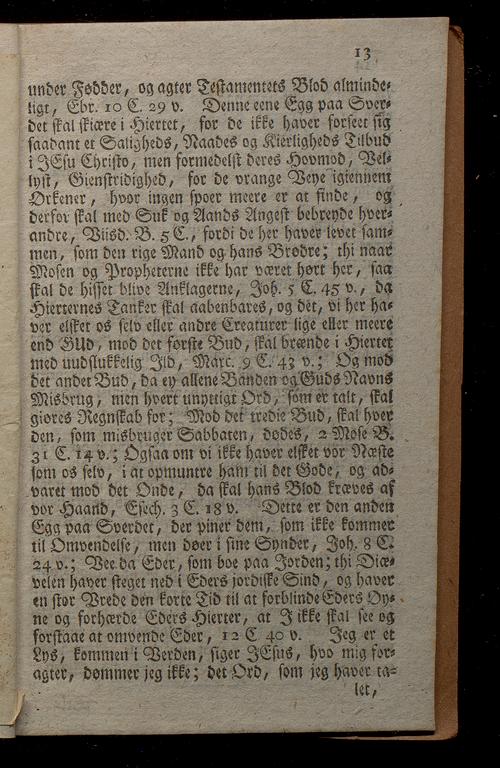 13
under Fødder, og agter Testamentets Blod alminde-
ligt, Ebr. 10 C. 29 v. Denne eene Egg paa Sver-
det skal skiære i Hiertet, for de ikke haver forseet sig
saadant et Saligheds, Naades og Kierligheds Tilbud
i JEsu Christo, men formedelst deres Hovmod, Vel-
lyst, Gienstridighed, for de vrange Veye igiennem
Ørkener, hvor ingen spoer meere er at finde, og
derfor skal med Suk og Aands Angest bebreyde hver-
andre, Viisd. B. 5 C., fordi de her haver levet sam-
men, som den rige Mand og hans Brødre; thi naar
Mosen og Propheterne ikke har været hørt her, saa
skal de hisset blive Anklagerne, Joh. 5 C. 45 v., da
Hierternes Tanker skal aabenbares, og det, vi her ha-
ver elsket os selv eller andre Creaturer lige eller meere
end GUd, mod det første Bud, skal brænde i Hiertet
med uudslukkelig Jld, Marc. 9 C. 43 v.; Og mod
det andet Bud, da ey allene Banden og Guds Navns
Misbrug, men hvert unyttigt Ord, som er talt, skal
giøres Regnskab for; Mod det tredie Bud, skal hver
den, som misbruger Sabbaten, dødes, 2 Mose B.
31 C. 14 v.; Ogsaa om vi ikke haver elsket vor Næste
som os selv, i at opmuntre ham til det Gode, og ad-
varet mod det Onde, da skal hans Blod kræves af
vor Haand, Esech. 3 C. 18 v. Dette er den anden
Egg paa Sverdet, der piner dem, som ikke kommer
til Omvendelse, men døer i sine Synder, Joh. 8 C.
24 v.; Vee da Eder, som boe paa Jorden; thi Diæ-
velen haver steget ned i Eders jordiske Sind, og haver
en stor Vrede den korte Tid til at forblinde Eders Øy-
ne og forhærde Eders Hierter, at J ikke skal see og
forstaae at omvende Eder, 12 C 40 v. Jeg er et
Lys, kommen i Verden, siger JEsus, hvo mig for-
agter, dømmer jeg ikke; det Ord, som jeg haver ta-
let,